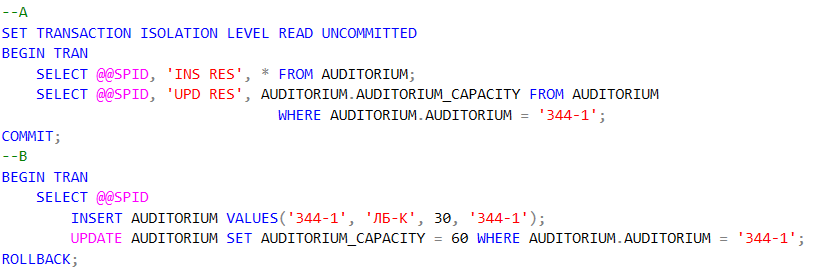 --A
SET TRANSACTION ISOLATION LEVEL READ UNCOMMITTED
BEGIN TRAN
SELECT @@SPID, 'INS RES', * FROM AUDITORIUM;
SELECT @@SPID, 'UPD RES', AUDITORIUM.AUDITORIUM_CAPACITY FROM AUDITORIUM
WHERE AUDITORIUM.AUDITORIUM = '344-1';
COMMIT;
--B
BEGIN TRAN
SELECT @@SPID
INSERT AUDITORIUM VALUES('344-1', 'ЛБ-К', 30, '344-1');
UPDATE AUDITORIUM SET AUDITORIUM_CAPACITY = 60 WHERE AUDITORIUM.AUDITORIUM = '344-1';
ROLLBACK;